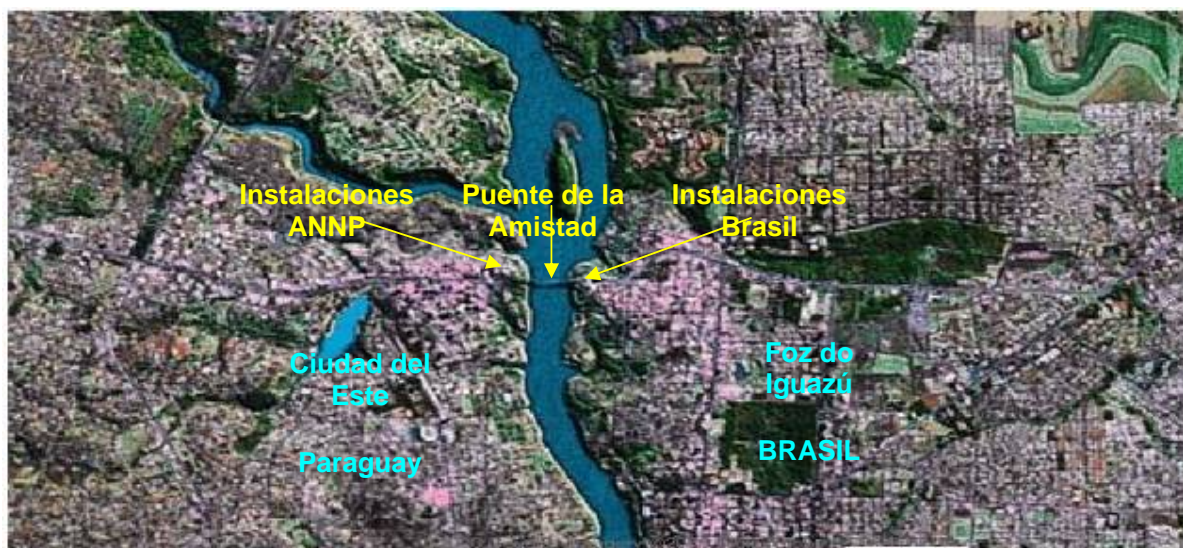 Instalaciones
ANNP
Puente de la
Amistad
Instalaciones
Brasil
Ciudad del
Este
Foz do
Iguazú
Paraguay
BRASIL